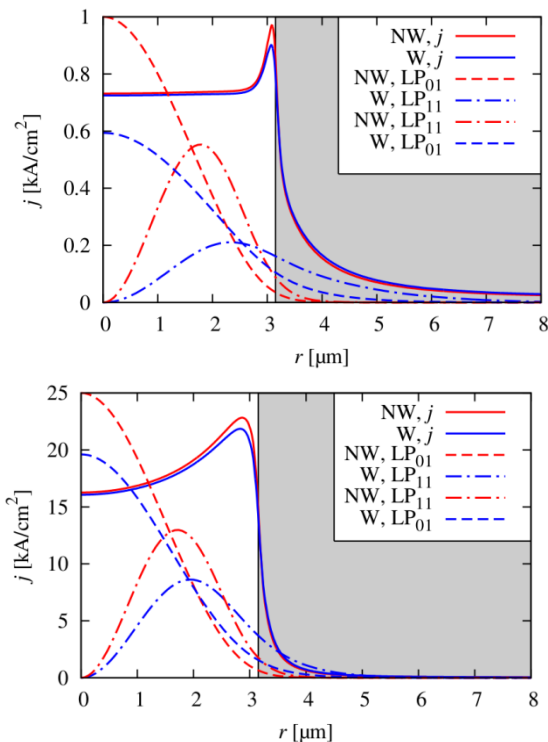 j [kA/cm²]
1
0.8
0.6
0.4
0.2
0
NW, j
W, j
NW, LP₀₁
W, LP₁₁
NW, LP₁₁
W, LP₀₁
0 1 2 3 4 5 6 7 8
r [µm]
j [kA/cm²]
25
20
15
10
5
0
NW, j
W, j
NW, LP₀₁
W, LP₁₁
NW, LP₁₁
W, LP₀₁
0 1 2 3 4 5 6 7 8
r [µm]